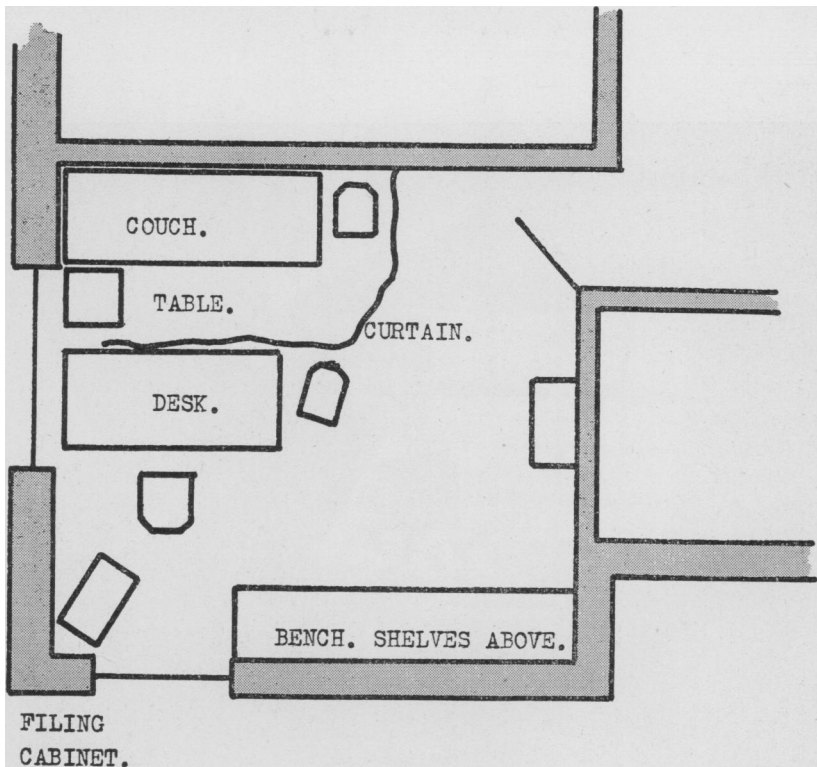 COUCH.
TABLE.
CURTAIN.
DESK.
BENCH. SHELVES ABOVE.
FILING
CABINET.